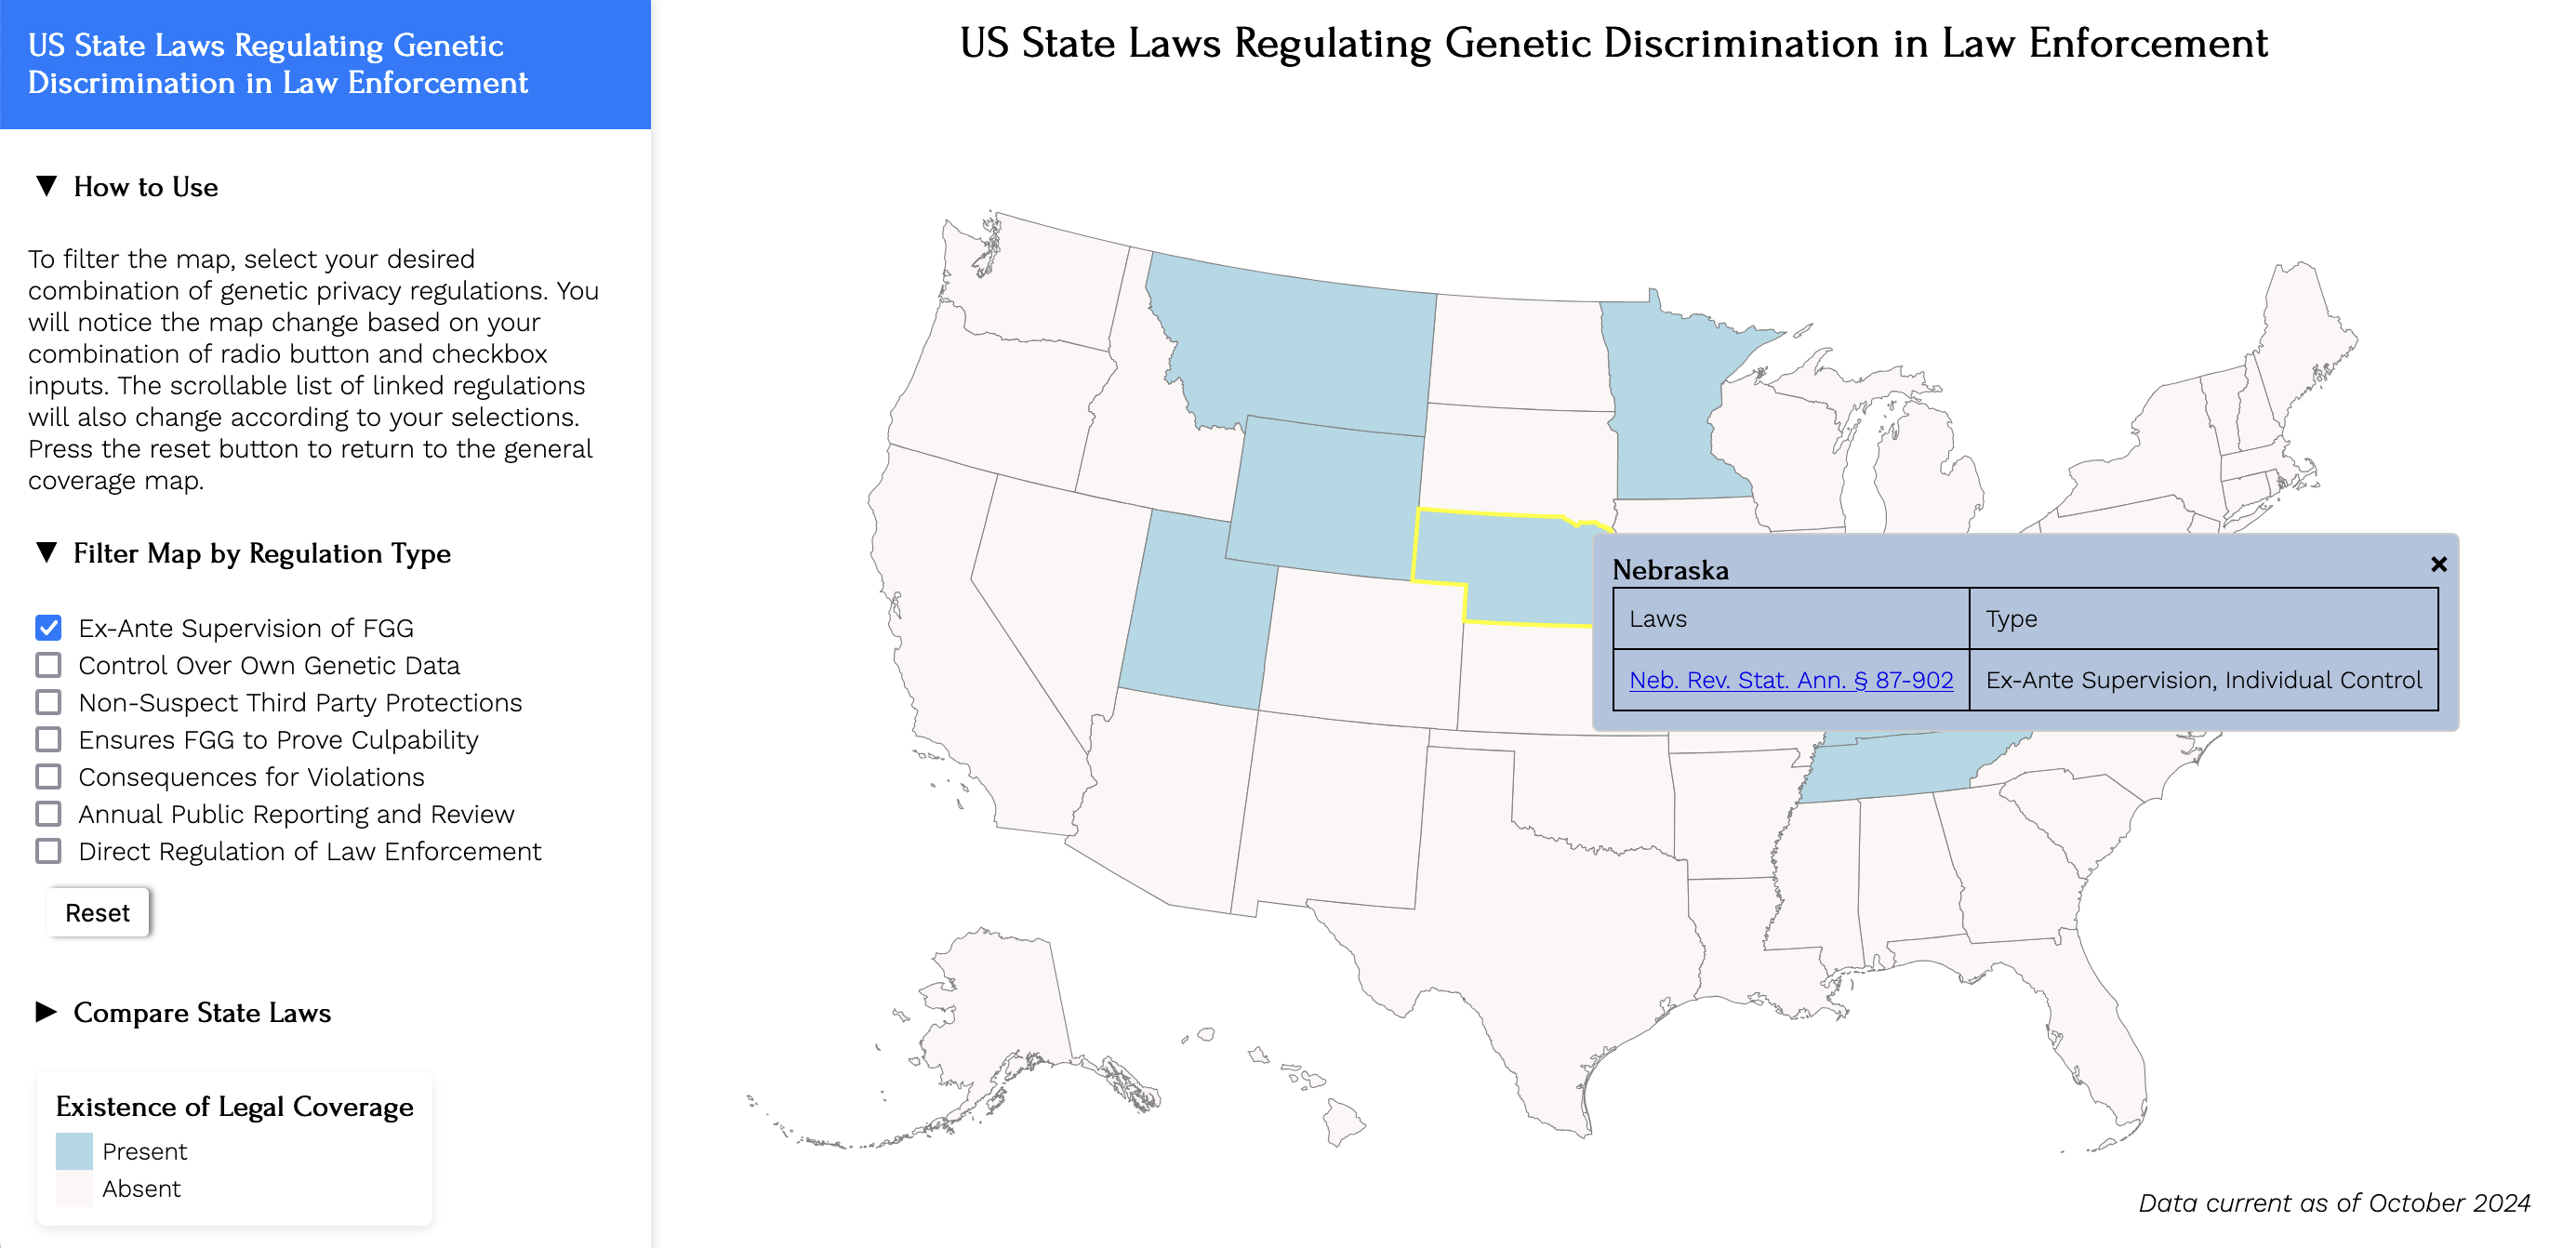 US State Laws Regulating Genetic
Discrimination in Law Enforcement
▼ How to Use
To filter the map, select your desired
combination of genetic privacy regulations. You
will notice the map change based on your
combination of radio button and checkbox
inputs. The scrollable list of linked regulations
will also change according to your selections.
Press the reset button to return to the general
coverage map.
▼ Filter Map by Regulation Type
Ex-Ante Supervision of FGG
Control Over Own Genetic Data
Non-Suspect Third Party Protections
Ensures FGG to Prove Culpability
Consequences for Violations
Annual Public Reporting and Review
Direct Regulation of Law Enforcement
Reset
▶ Compare State Laws
Existence of Legal Coverage
Present
Absent
US State Laws Regulating Genetic Discrimination in Law Enforcement
Nebraska ×
Laws Type
Neb. Rev. Stat. Ann. § 87-902 Ex-Ante Supervision, Individual Control
Data current as of October 2024